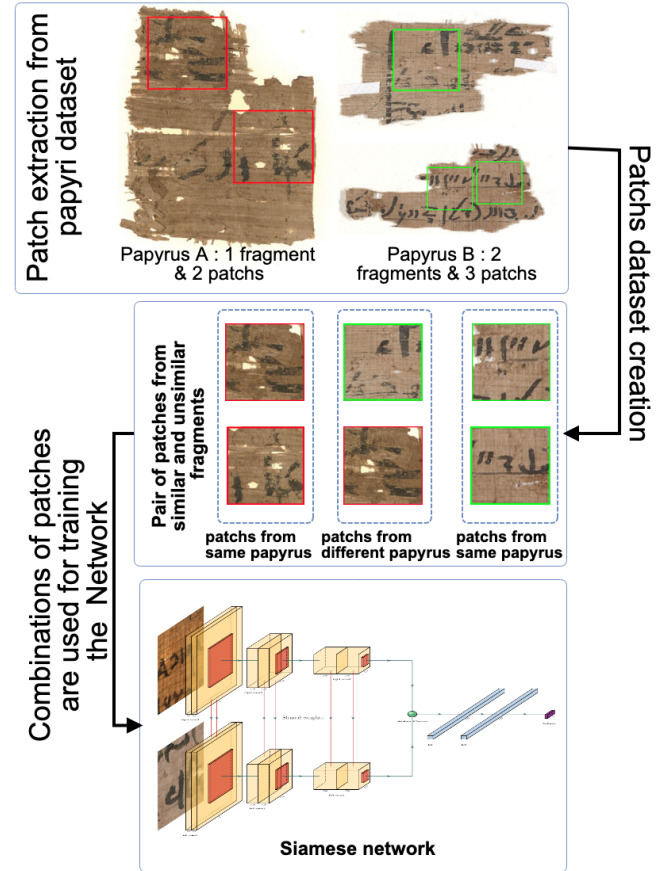 Patch extraction from
papyri dataset
Papyrus A : 1 fragment
& 2 patchs
Papyrus B : 2
fragments & 3 patchs
Patchs dataset creation
Pair of patches from
similar and unsimilar
fragments
patchs from
same papyrus
patchs from
different papyrus
patchs from
same papyrus
Combinations of patches
are used for training
the Network
Shared weights
Siamese network